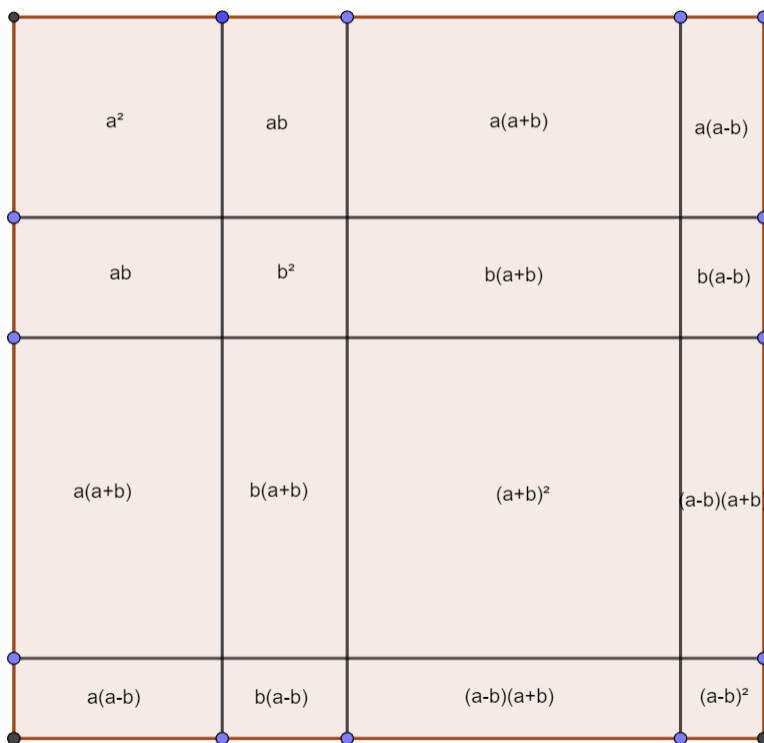 a²
ab
a(a+b)
a(a-b)
ab
b²
b(a+b)
b(a-b)
a(a+b)
b(a+b)
(a+b)²
(a-b)(a+b)
a(a-b)
b(a-b)
(a-b)(a+b)
(a-b)²